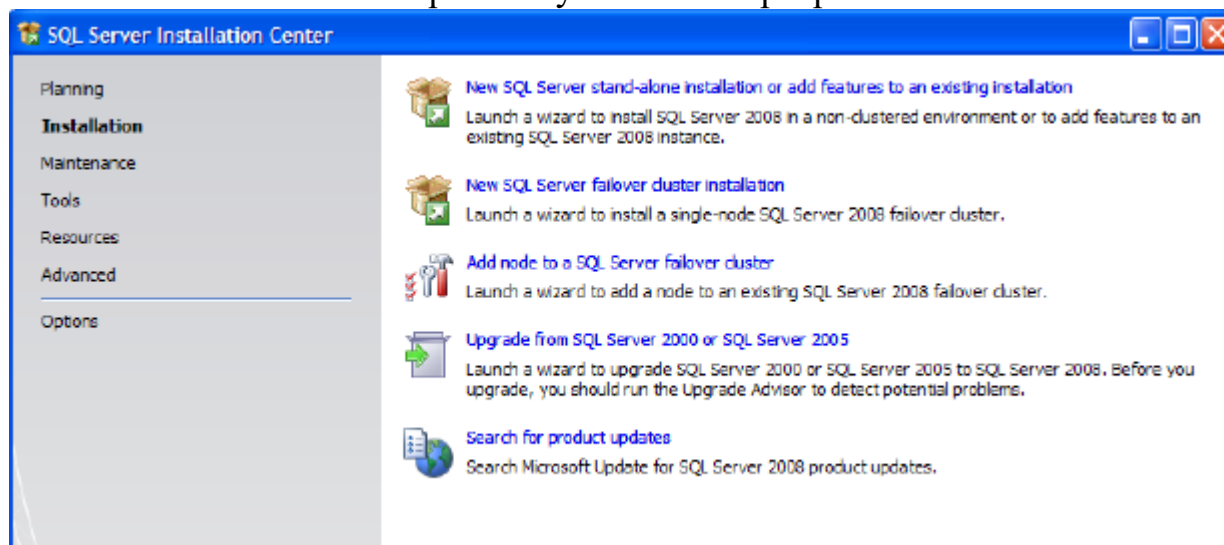 SQL Server Installation Center
Planning
Installation
Maintenance
Tools
Resources
Advanced
Options
New SQL Server stand-alone installation or add features to an existing installation
Launch a wizard to install SQL Server 2008 in a non-clustered environment or to add features to an
existing SQL Server 2008 instance.
New SQL Server failover cluster installation
Launch a wizard to install a single-node SQL Server 2008 failover cluster.
Add node to a SQL Server failover cluster
Launch a wizard to add a node to an existing SQL Server 2008 failover cluster.
Upgrade from SQL Server 2000 or SQL Server 2005
Launch a wizard to upgrade SQL Server 2000 or SQL Server 2005 to SQL Server 2008. Before you
upgrade, you should run the Upgrade Advisor to detect potential problems.
Search for product updates
Search Microsoft Update for SQL Server 2008 product updates.